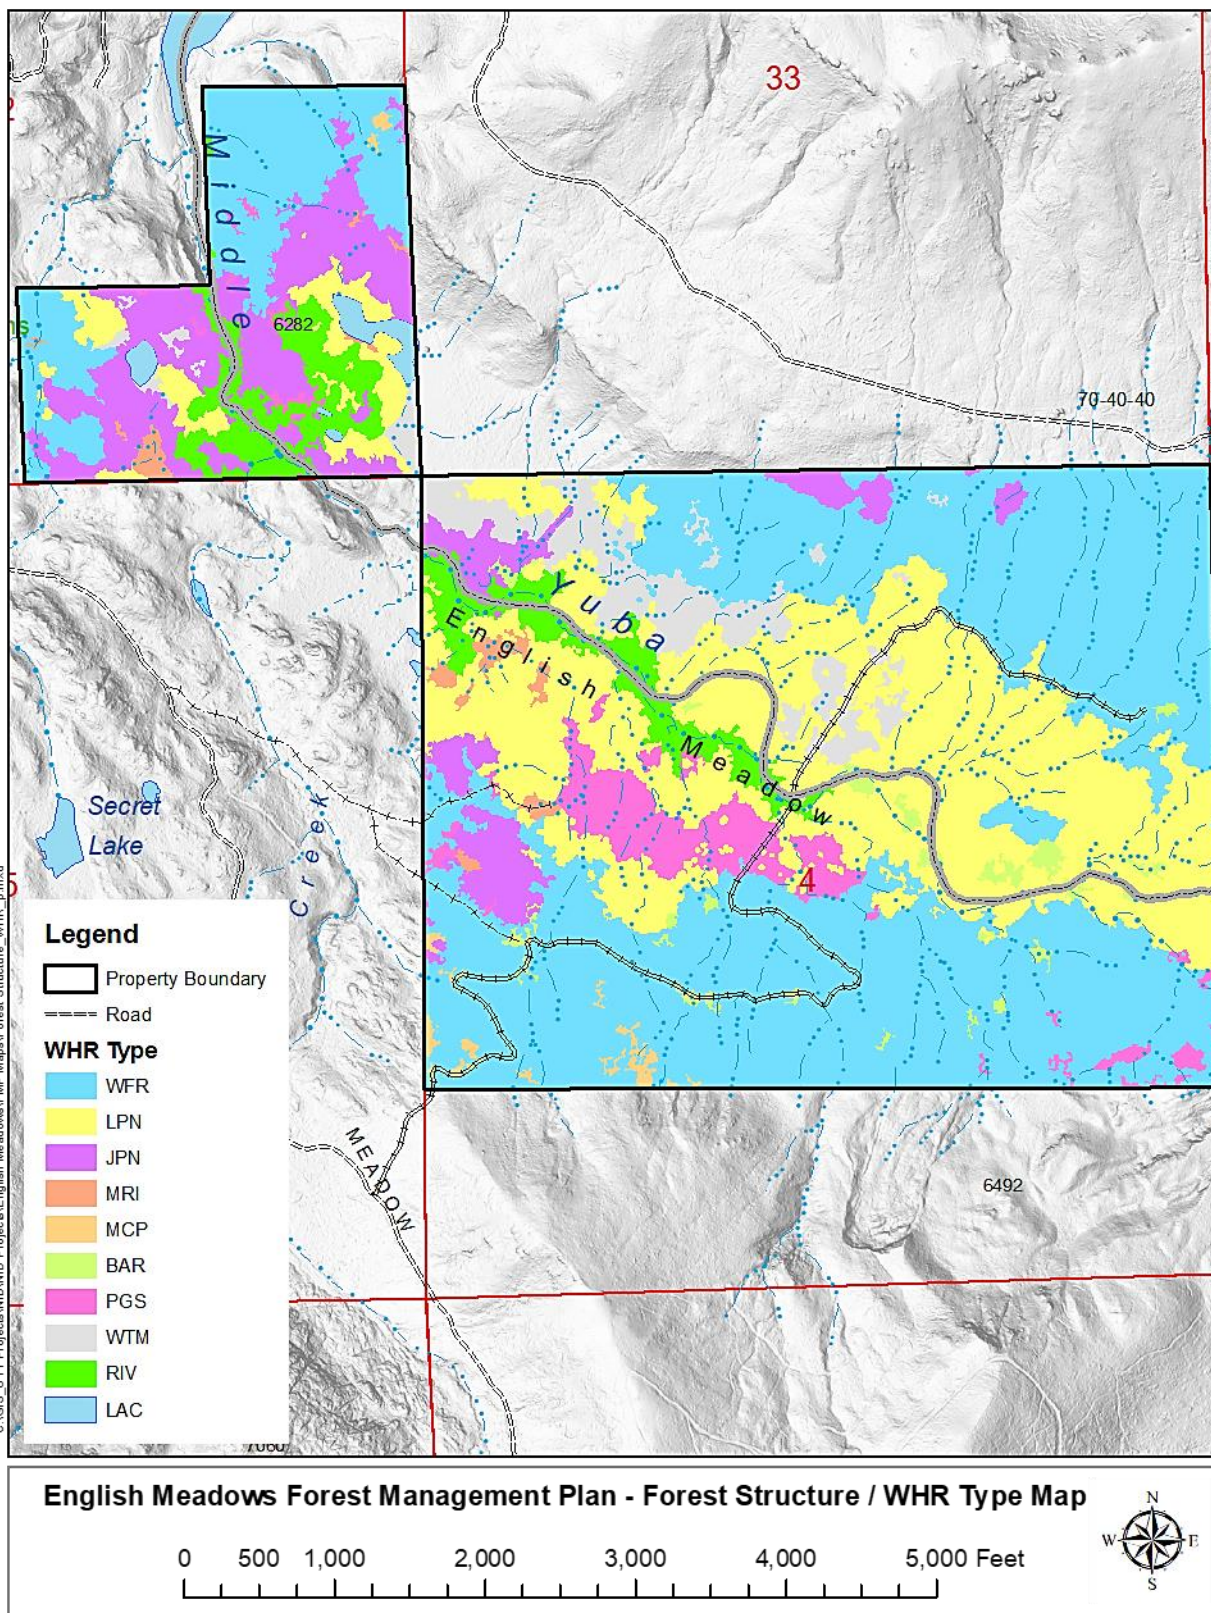 33
Middle
6282
70-40-40
Yuba
English
Meadow
Secret
Lake
Creek
4
Legend
Property Boundary
Road
WHR Type
WFR
LPN
JPN
MRI
MCP
BAR
PGS
WTM
RIV
LAC
MEADOW
6492
English Meadows Forest Management Plan - Forest Structure / WHR Type Map
0 500 1,000 2,000 3,000 4,000 5,000 Feet
N
W E
S